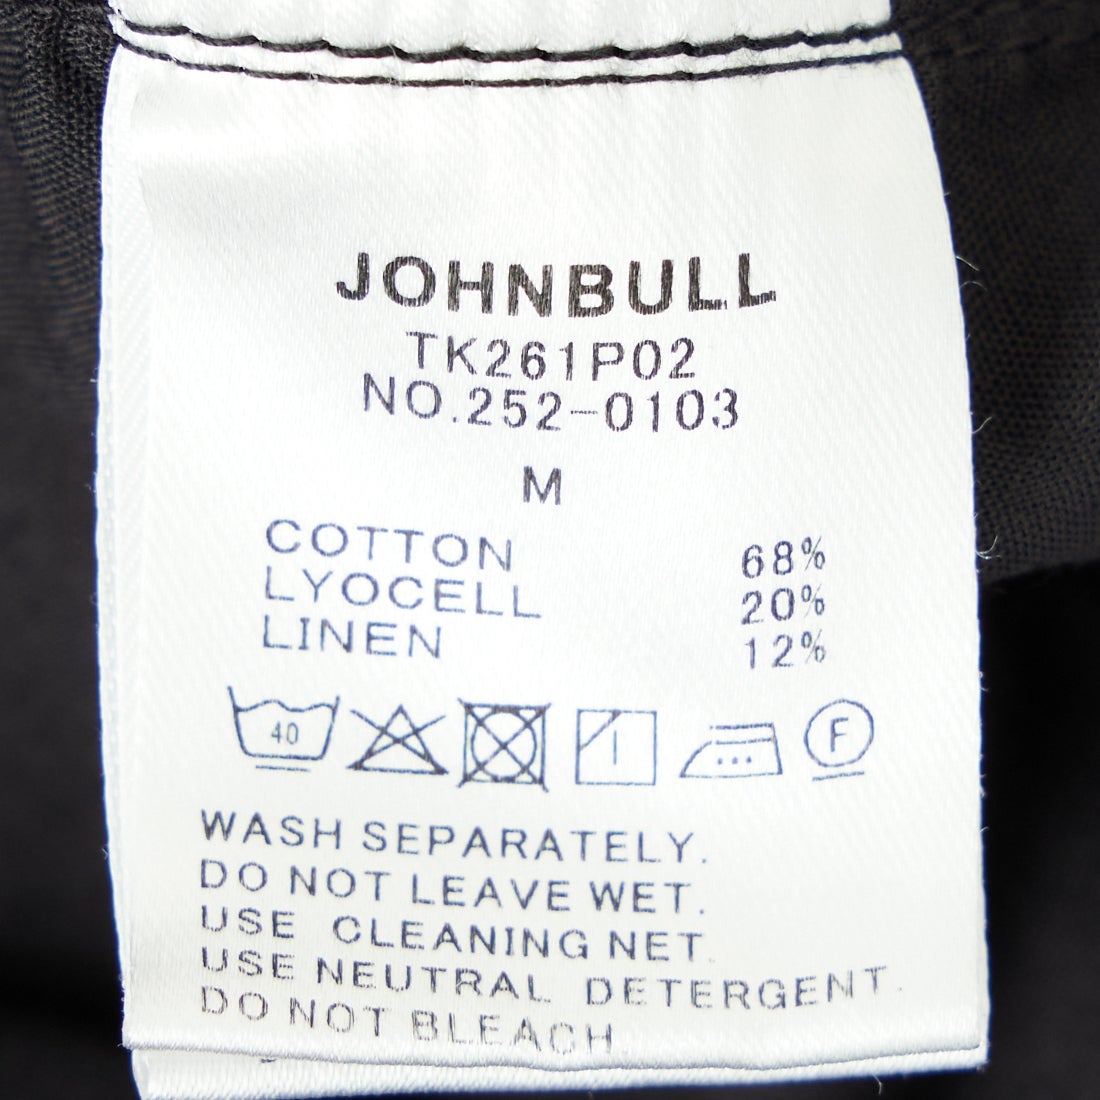 JOHNBULL
TK261P02
NO.252-0103
M
COTTON 68%
LYOCELL 20%
LINEN 12%
40 F
WASH SEPARATELY.
DO NOT LEAVE WET.
USE CLEANING NET.
USE NEUTRAL DETERGENT.
DO NOT BLEACH.